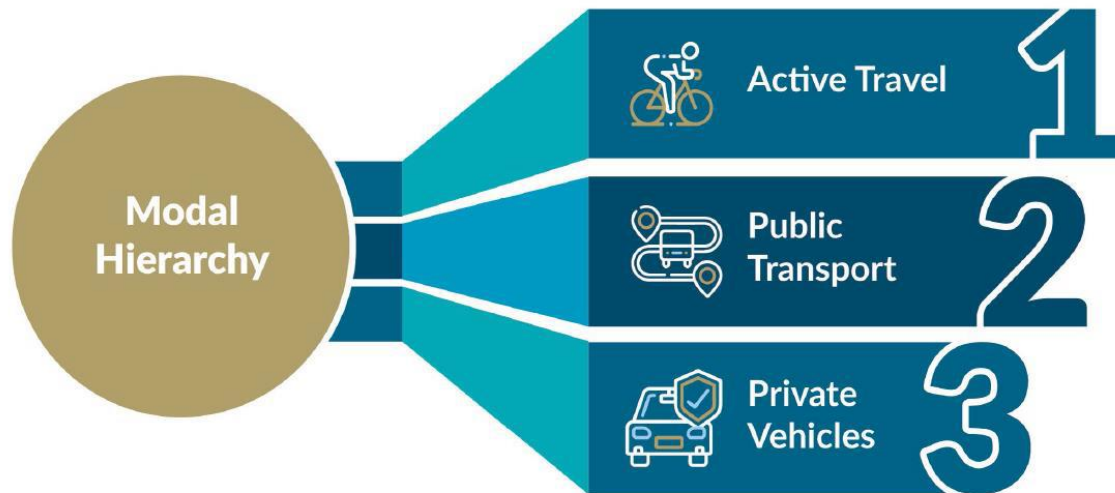 Modal
Hierarchy
Active Travel
1
Public
Transport
2
Private
Vehicles
3